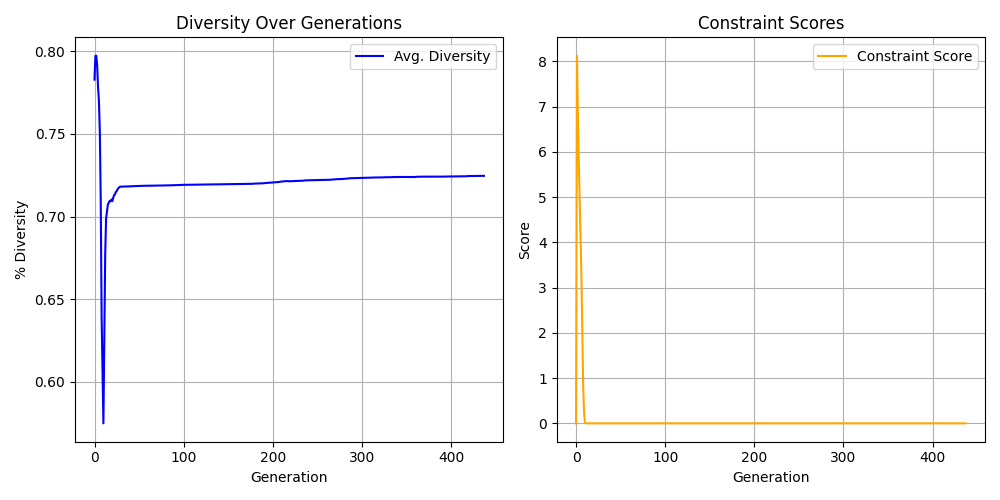 Diversity Over Generations
Avg. Diversity
0.80
0.75
0.70
0.65
0.60
% Diversity
0 100 200 300 400
Generation
Constraint Scores
Constraint Score
8
7
6
5
4
3
2
1
0
Score
0 100 200 300 400
Generation